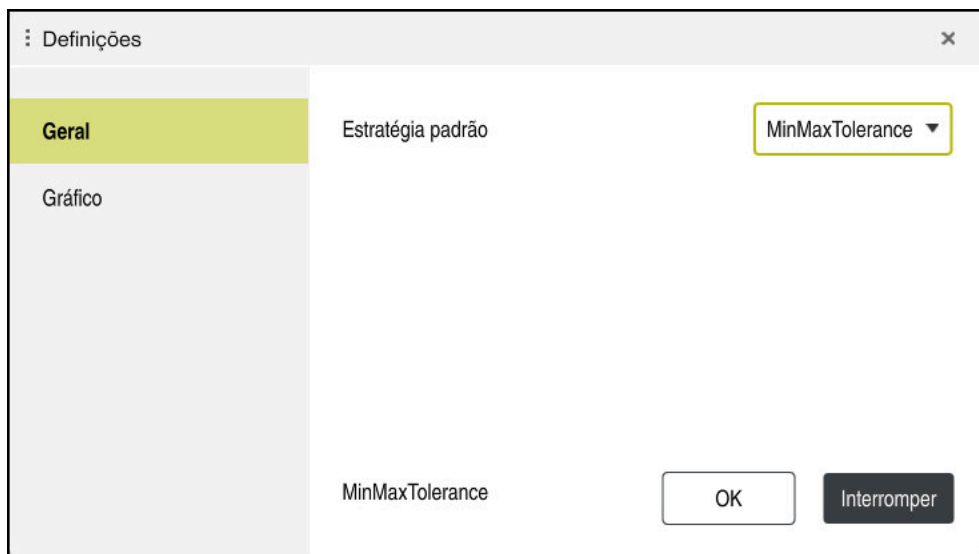 Definições
Geral
Gráfico
Estratégia padrão
MinMaxTolerance
MinMaxTolerance
OK
Interromper